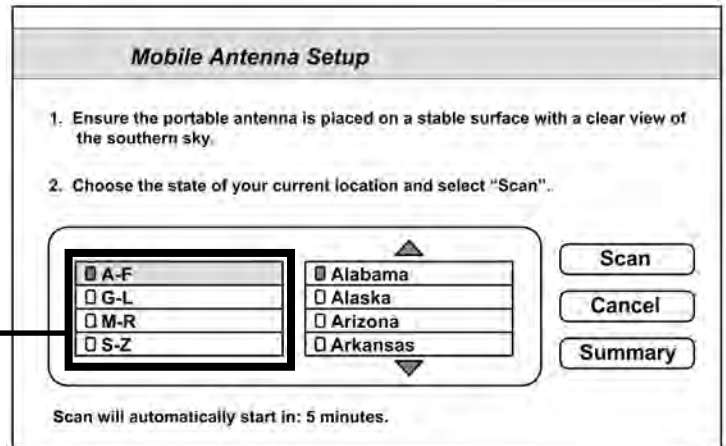 Mobile Antenna Setup
1. Ensure the portable antenna is placed on a stable surface with a clear view of
the southern sky.
2. Choose the state of your current location and select "Scan".
A-F
G-L
M-R
S-Z
Alabama
Alaska
Arizona
Arkansas
Scan
Cancel
Summary
Scan will automatically start in: 5 minutes.